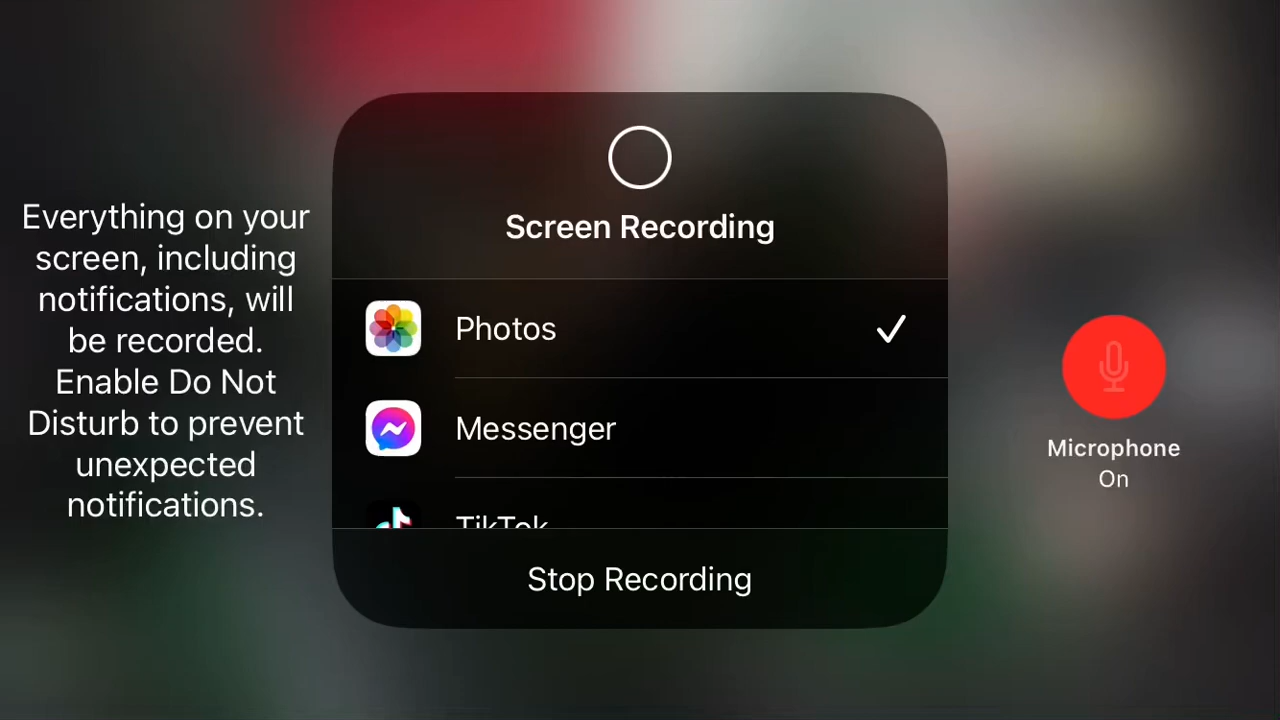 Everything on your
screen, including
notifications, will
be recorded.
Enable Do Not
Disturb to prevent
unexpected
notifications.
Screen Recording
Photos
Messenger
TikTok
Stop Recording
Microphone
On